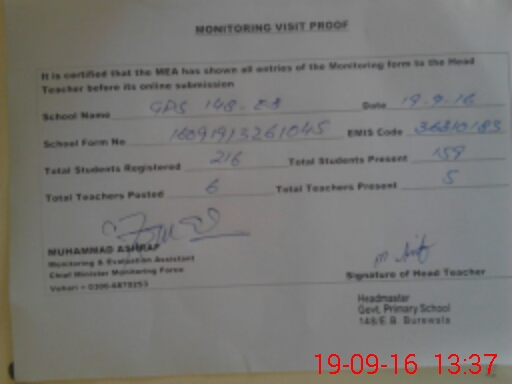 MONITORING VISIT PROOF
It is certified that the MEA has shown all entries of the Monitoring form to the Head
Teacher before its online submission
School Name GPS 148-EB Date 19-9-16
School Form No 16091913261045 EMIS Code 36310185
Total Students Registered 216 Total Students Present 159
Total Teachers Posted 6 Total Teachers Present 5
MUHAMMAD ASHRAF
Monitoring & Evaluation Assistant
Chief Minister Monitoring Force
Signature of Head Teacher
Headmaster
Govt. Primary School
148/E.B. Burewala
19-09-16 13:37